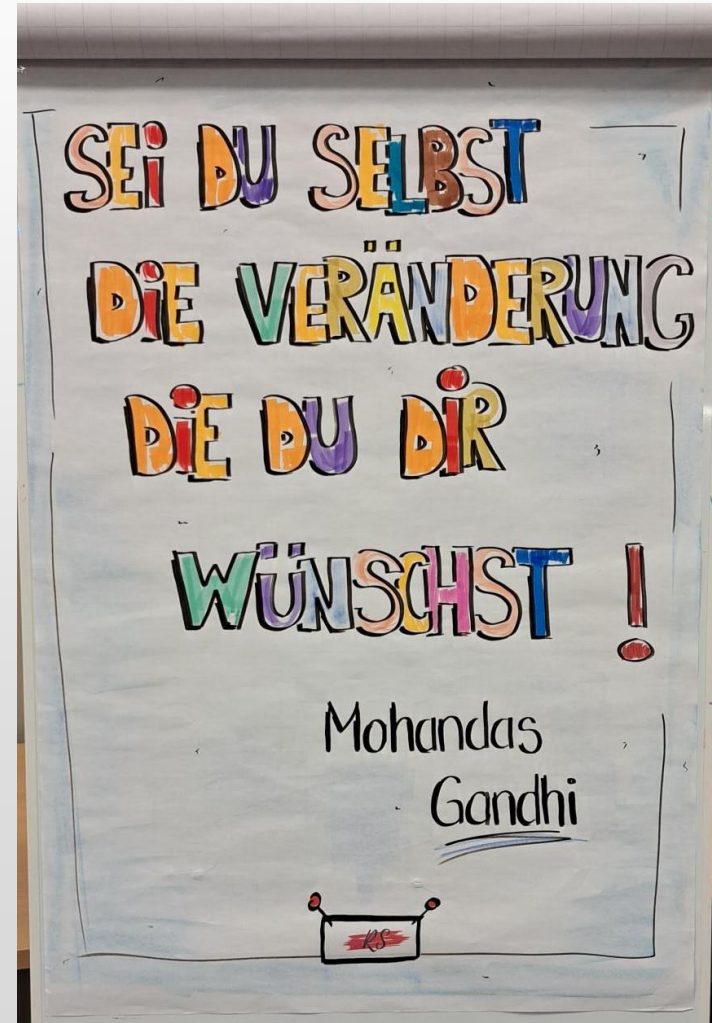 SEi DU SELBST
DiE VERÄNDERUNG
DiE DU DiR
WÜNSCHST !
Mohandas
Gandhi
RS